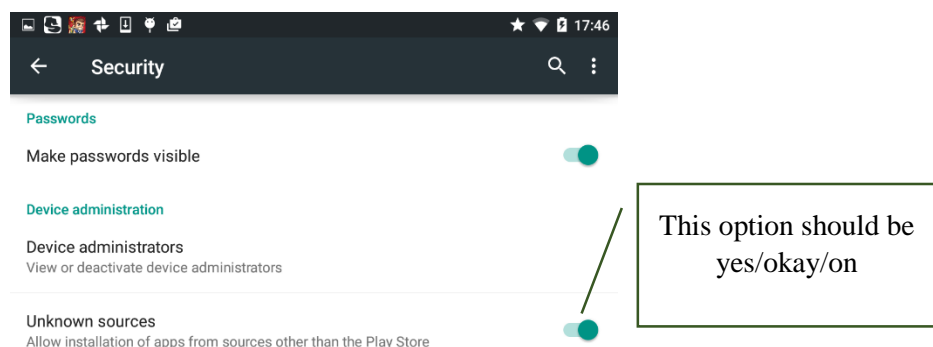 17:46
Security
Passwords
Make passwords visible
Device administration
Device administrators
View or deactivate device administrators
Unknown sources
Allow installation of apps from sources other than the Play Store
This option should be
yes/okay/on